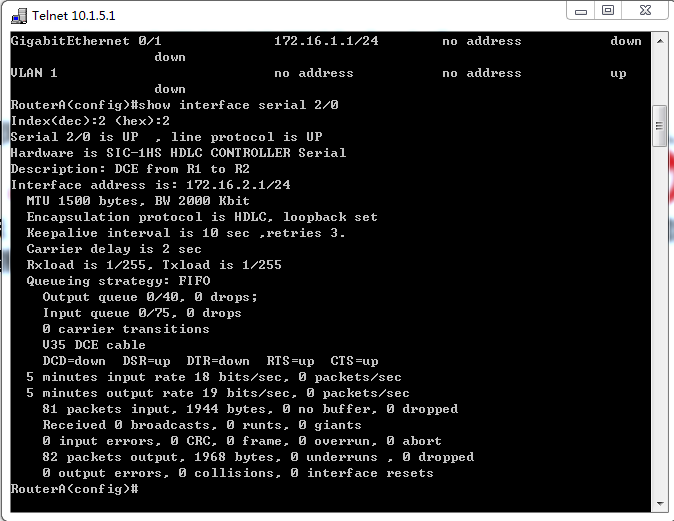 Telnet 10.1.5.1
GigabitEthernet 0/1 172.16.1.1/24 no address down
down
VLAN 1 no address no address up
down
RouterA(config)#show interface serial 2/0
Index(dec):2 (hex):2
Serial 2/0 is UP  , line protocol is UP
Hardware is SIC-1HS HDLC CONTROLLER Serial
Description: DCE from R1 to R2
Interface address is: 172.16.2.1/24
MTU 1500 bytes, BW 2000 Kbit
Encapsulation protocol is HDLC, loopback set
Keepalive interval is 10 sec ,retries 3.
Carrier delay is 2 sec
Rxload is 1/255, Txload is 1/255
Queueing strategy: FIFO
Output queue 0/40, 0 drops;
Input queue 0/75, 0 drops
0 carrier transitions
V35 DCE cable
DCD=down  DSR=up  DTR=down  RTS=up  CTS=up
5 minutes input rate 18 bits/sec, 0 packets/sec
5 minutes output rate 19 bits/sec, 0 packets/sec
81 packets input, 1944 bytes, 0 no buffer, 0 dropped
Received 0 broadcasts, 0 runts, 0 giants
0 input errors, 0 CRC, 0 frame, 0 overrun, 0 abort
82 packets output, 1968 bytes, 0 underruns , 0 dropped
0 output errors, 0 collisions, 0 interface resets
RouterA(config)#